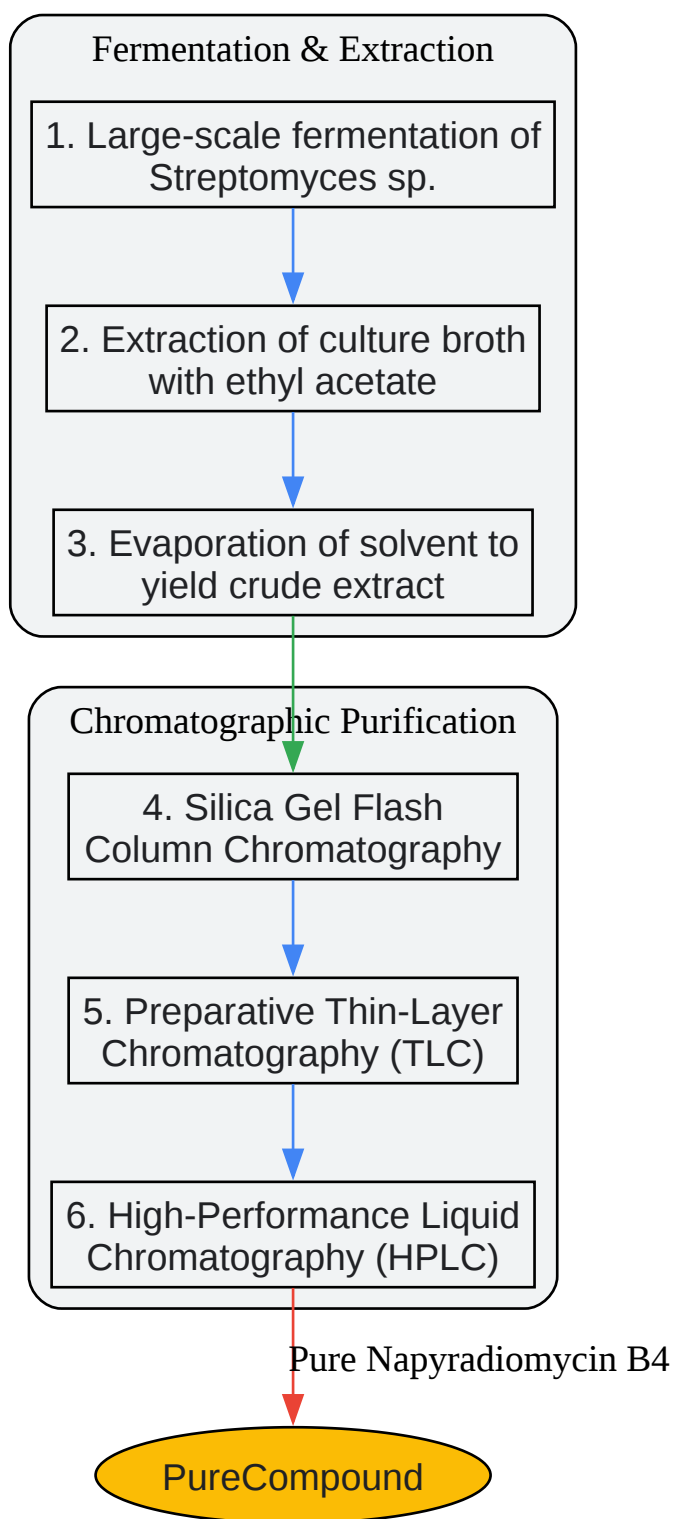 Fermentation & Extraction
1. Large-scale fermentation of
Streptomyces sp.
2. Extraction of culture broth
with ethyl acetate
3. Evaporation of solvent to
yield crude extract
Chromatographic Purification
4. Silica Gel Flash
Column Chromatography
5. Preparative Thin-Layer
Chromatography (TLC)
6. High-Performance Liquid
Chromatography (HPLC)
Pure Napyradiomycin B4
PureCompound